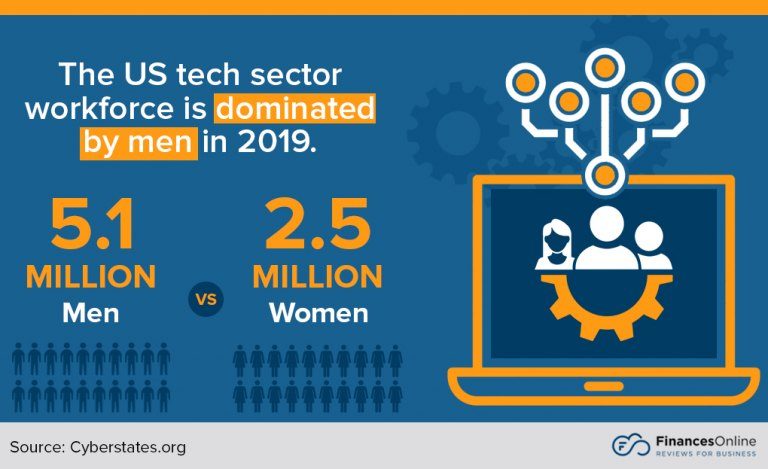 The US tech sector
workforce is dominated
by men in 2019.
5.1
MILLION
Men
vs
2.5
MILLION
Women
Source: Cyberstates.org
FinancesOnline
REVIEWS FOR BUSINESS